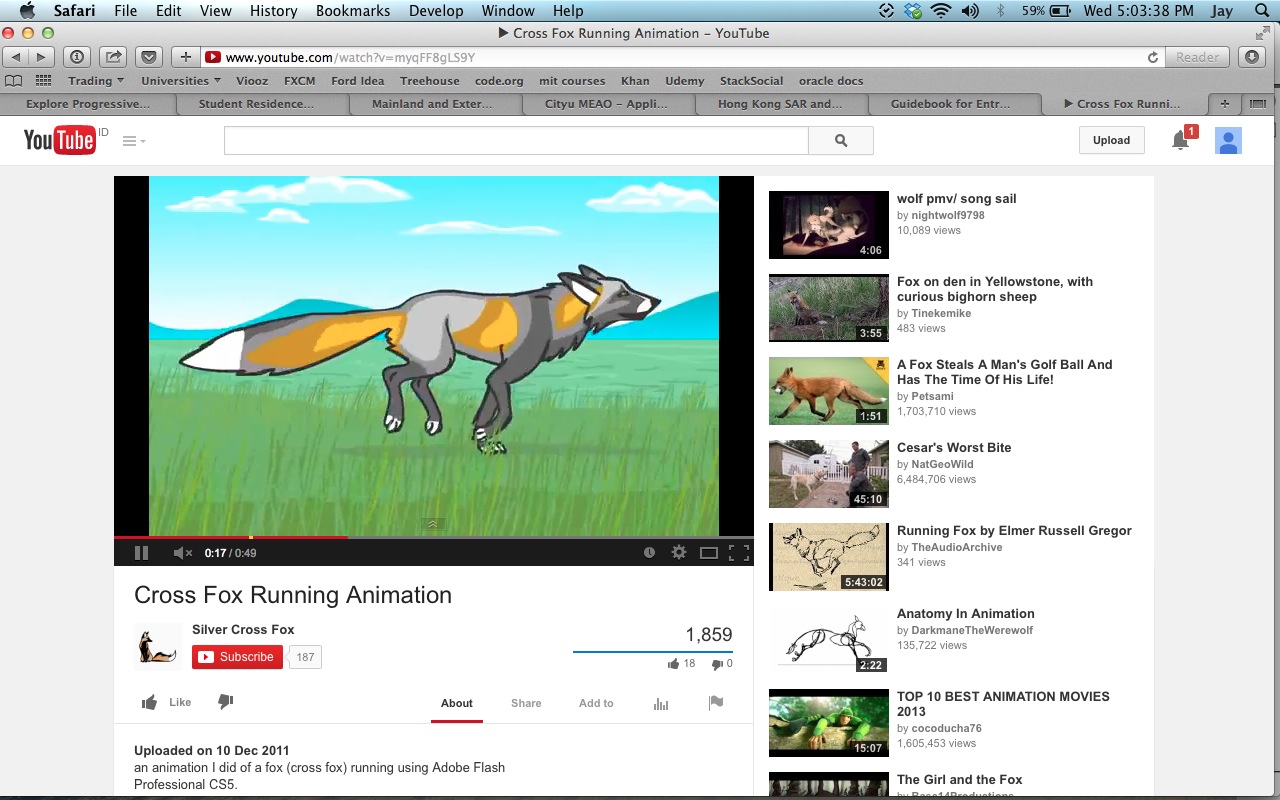 Safari File Edit View History Bookmarks Develop Window Help 59% Wed 5:03:38 PM Jay
▶ Cross Fox Running Animation – YouTube
www.youtube.com/watch?v=myqFF8gLS9Y Reader
Trading Universities Viooz FXCM Ford Idea Treehouse code.org mit courses Khan Udemy StackSocial oracle docs
Explore Progressive... Student Residence... Mainland and Exter... Cityu MEAO – Appli... Hong Kong SAR and... Guidebook for Entr... ▶ Cross Fox Runni...
YouTube ID Upload 1
0:17 / 0:49
Cross Fox Running Animation
Silver Cross Fox
Subscribe 187
1,859
18 0
Like
About Share Add to
Uploaded on 10 Dec 2011
an animation I did of a fox (cross fox) running using Adobe Flash
Professional CS5.
4:06
wolf pmv/ song sail
by nightwolf9798
10,089 views
3:55
Fox on den in Yellowstone, with
curious bighorn sheep
by Tinekemike
483 views
1:51
A Fox Steals A Man's Golf Ball And
Has The Time Of His Life!
by Petsami
1,703,710 views
45:10
Cesar's Worst Bite
by NatGeoWild
6,484,706 views
5:43:02
Running Fox by Elmer Russell Gregor
by TheAudioArchive
341 views
2:22
Anatomy In Animation
by DarkmaneTheWerewolf
135,722 views
15:07
TOP 10 BEST ANIMATION MOVIES
2013
by cocoducha76
1,605,453 views
The Girl and the Fox
by Base14Productions